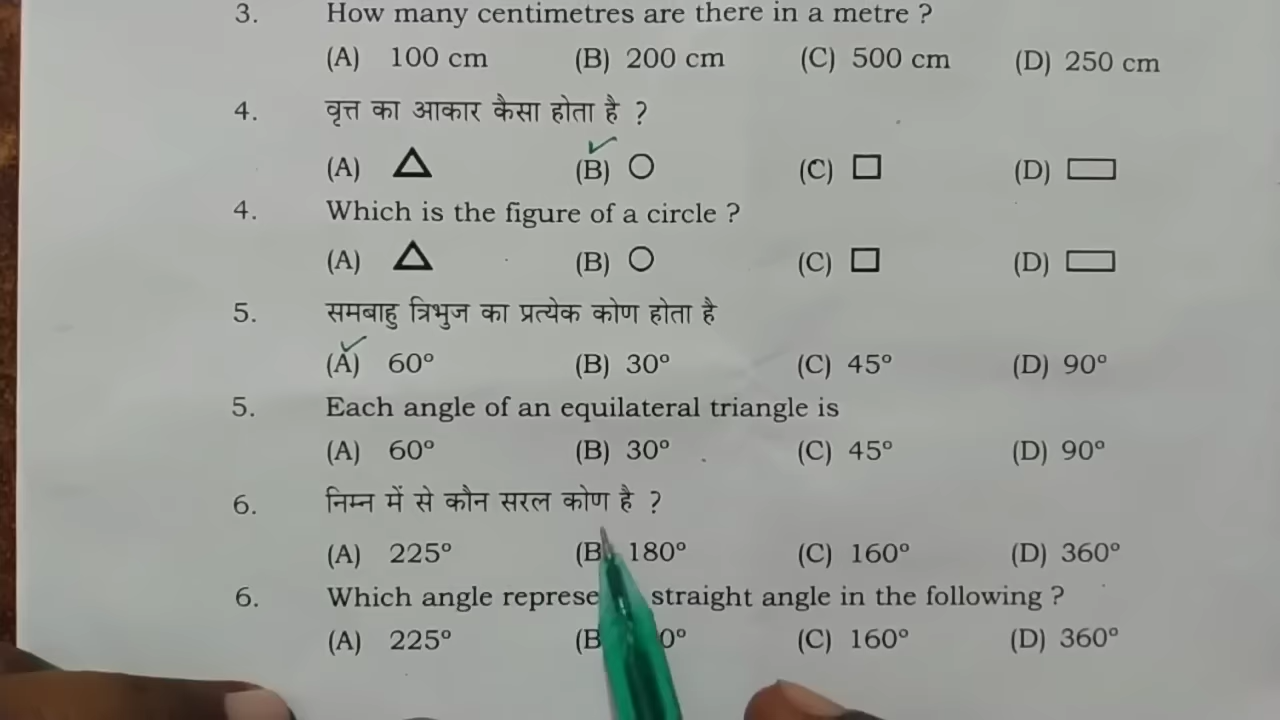 3. How many centimetres are there in a metre ?
(A) 100 cm (B) 200 cm (C) 500 cm (D) 250 cm
4. वृत्त का आकार कैसा होता है ?
(A) (B) (C) (D)
4. Which is the figure of a circle ?
(A) (B) (C) (D)
5. समबाहु त्रिभुज का प्रत्येक कोण होता है
(A) 60° (B) 30° (C) 45° (D) 90°
5. Each angle of an equilateral triangle is
(A) 60° (B) 30° (C) 45° (D) 90°
6. निम्न में से कौन सरल कोण है ?
(A) 225° (B) 180° (C) 160° (D) 360°
6. Which angle straight angle in the following ?
(A) 225° (B (C) 160° (D) 360°